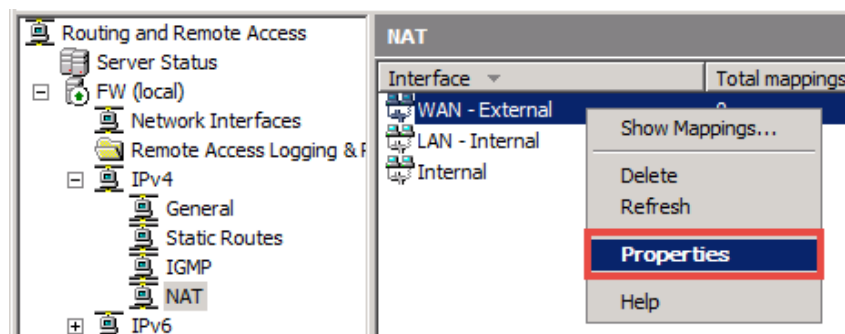 Routing and Remote Access
Server Status
FW (local)
Network Interfaces
Remote Access Logging &
IPv4
General
Static Routes
IGMP
NAT
IPv6
NAT
Interface
Total mappings
WAN - External
LAN - Internal
Internal
Show Mappings...
Delete
Refresh
Properties
Help